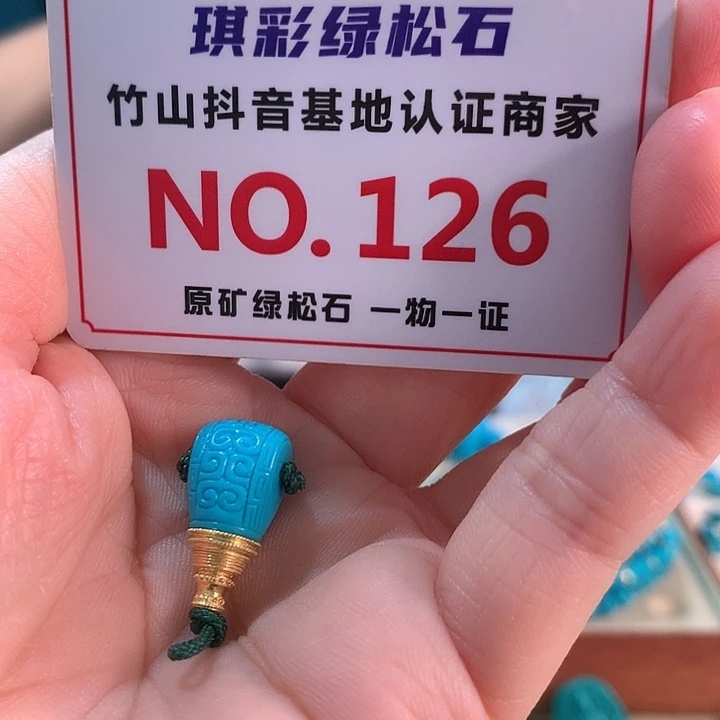 琪彩绿松石
竹山抖音基地认证商家
NO.126
原矿绿松石 一物一证